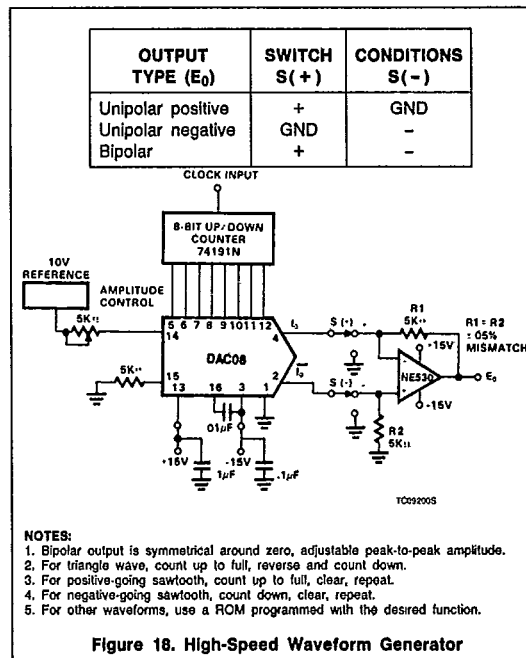 OUTPUT TYPE (E0) SWITCH S(+) CONDITIONS S(-)
Unipolar positive + GND
Unipolar negative GND -
Bipolar + -
CLOCK INPUT
8-BIT UP/DOWN
COUNTER
74191N
10V
REFERENCE
AMPLITUDE
CONTROL
5KΩ
5 6 7 8 9 10 11 12
14
4
DAC08
15
2
13 16 3 1
5KΩ
S (+) +
S (-) -
R1
5KΩ
R1 = R2
.05%
MISMATCH
+15V
NE530
-
+
E0
-15V
R2
5KΩ
.01μF
+15V
-15V
.1μF
TC09200S
NOTES:
1. Bipolar output is symmetrical around zero, adjustable peak-to-peak amplitude.
2, For triangle wave, count up to full, reverse and count down.
3. For positive-going sawtooth, count up to full, clear, repeat.
4. For negative-going sawtooth, count down, clear, repeat.
5. For other waveforms, use a ROM programmed with the desired function.
Figure 18. High-Speed Waveform Generator